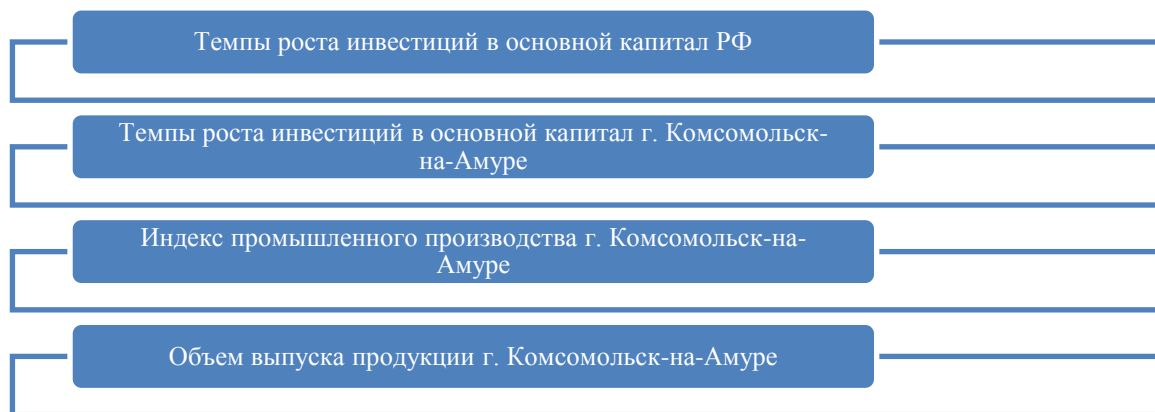 Темпы роста инвестиций в основной капитал РФ
Темпы роста инвестиций в основной капитал г. Комсомольск-
на-Амуре
Индекс промышленного производства г. Комсомольск-на-
Амуре
Объем выпуска продукции г. Комсомольск-на-Амуре